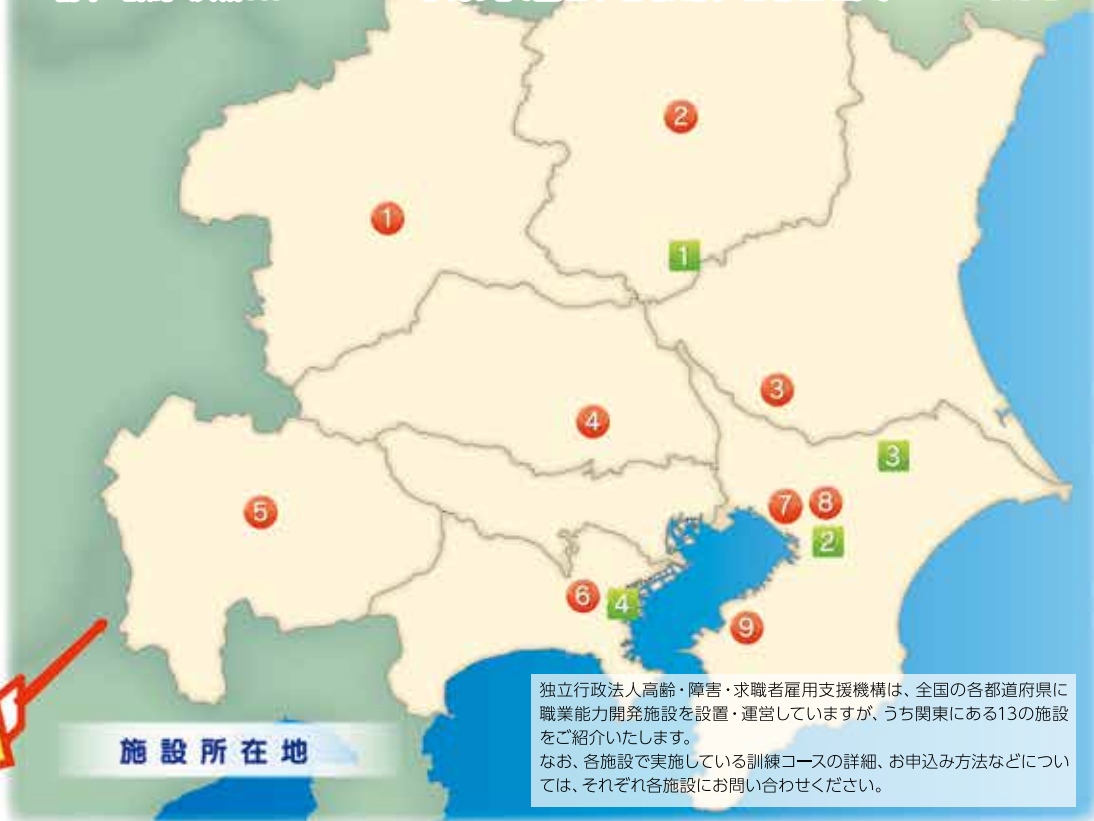 2
1
1
3
4
3
5
7
8
2
6
4
9
独立行政法人高齢・障害・求職者雇用支援機構は、全国の各都道府県に
職業能力開発施設を設置・運営していますが、うち関東にある13の施設
をご紹介いたします。
なお、各施設で実施している訓練コースの詳細、お申込み方法などについ
ては、それぞれ各施設にお問い合わせください。
施設所在地